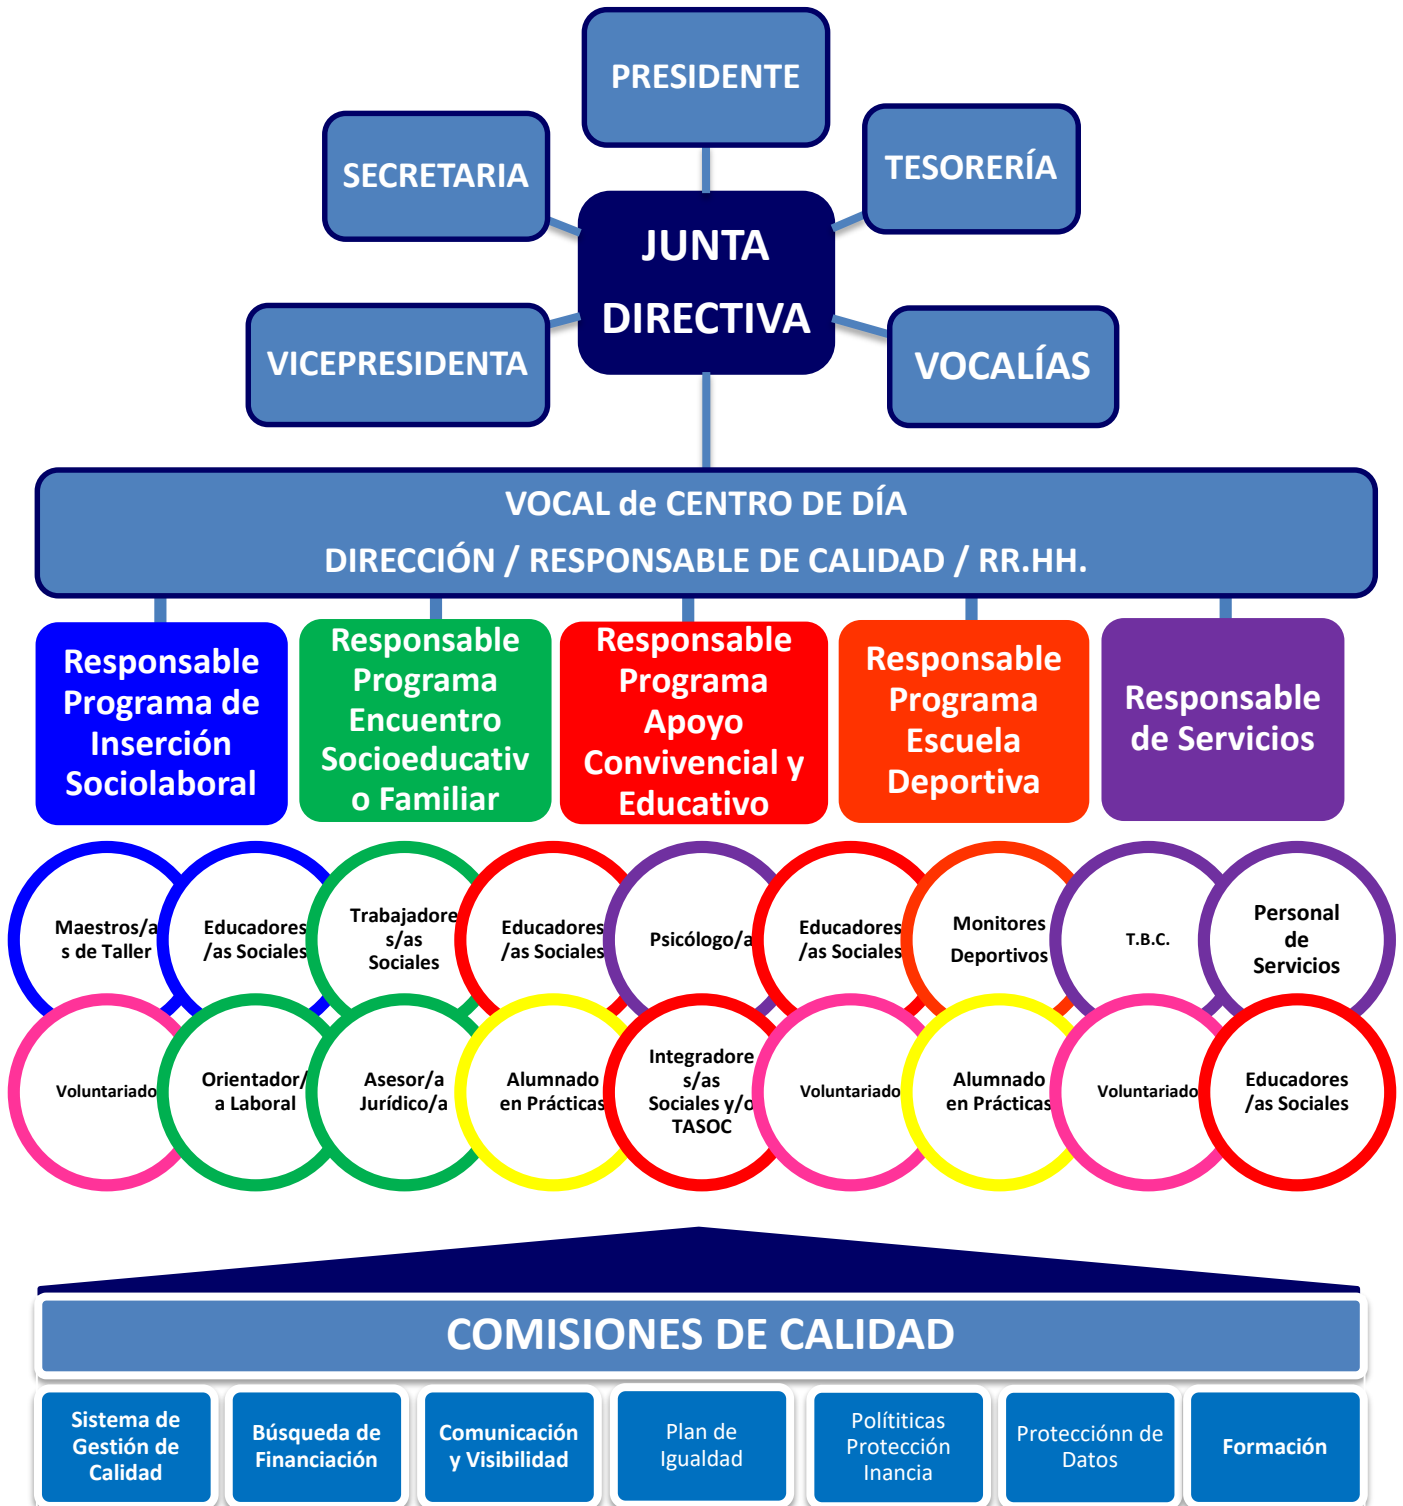 PRESIDENTE
SECRETARIA
TESORERÍA
JUNTA
DIRECTIVA
VICEPRESIDENTA
VOCALÍAS
VOCAL de CENTRO DE DÍA
DIRECCIÓN / RESPONSABLE DE CALIDAD / RR.HH.
Responsable
Programa de
Inserción
Sociolaboral
Responsable
Programa
Encuentro
Socioeducativ
o Familiar
Responsable
Programa
Apoyo
Convivencial y
Educativo
Responsable
Programa
Escuela
Deportiva
Responsable
de Servicios
Maestros/a
s de Taller
Educadores
/as Sociales
Trabajadore
s/as
Sociales
Educadores
/as Sociales
Psicólogo/a
Educadores
/as Sociales
Monitores
Deportivos
T.B.C.
Personal
de
Servicios
Voluntariado
Orientador/
a Laboral
Asesor/a
Jurídico/a
Alumnado
en Prácticas
Integradore
s/as
Sociales y/o
TASOC
Voluntariado
Alumnado
en Prácticas
Voluntariado
Educadores
/as Sociales
COMISIONES DE CALIDAD
Sistema de
Gestión de
Calidad
Búsqueda de
Financiación
Comunicación
y Visibilidad
Plan de
Igualdad
Polítiticas
Protección
Inancia
Protecciónn de
Datos
Formación